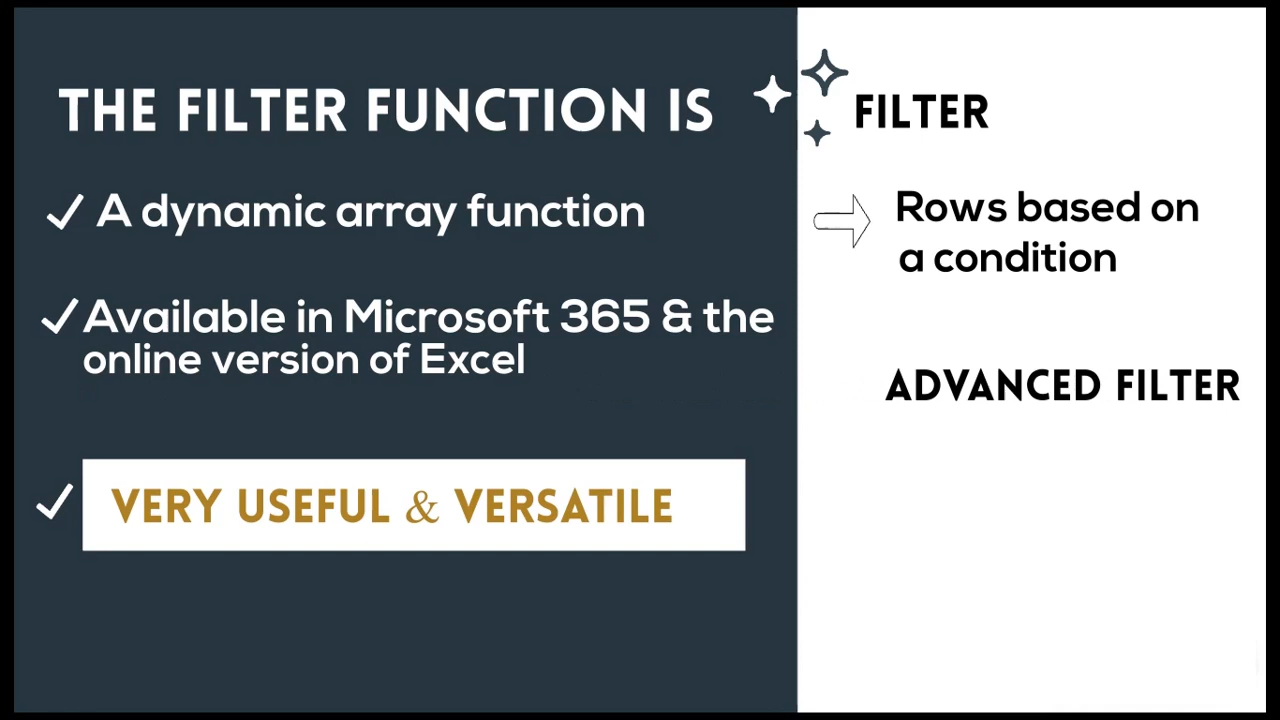 THE FILTER FUNCTION IS
A dynamic array function
Available in Microsoft 365 & the
online version of Excel
VERY USEFUL & VERSATILE
FILTER
Rows based on
a condition
ADVANCED FILTER